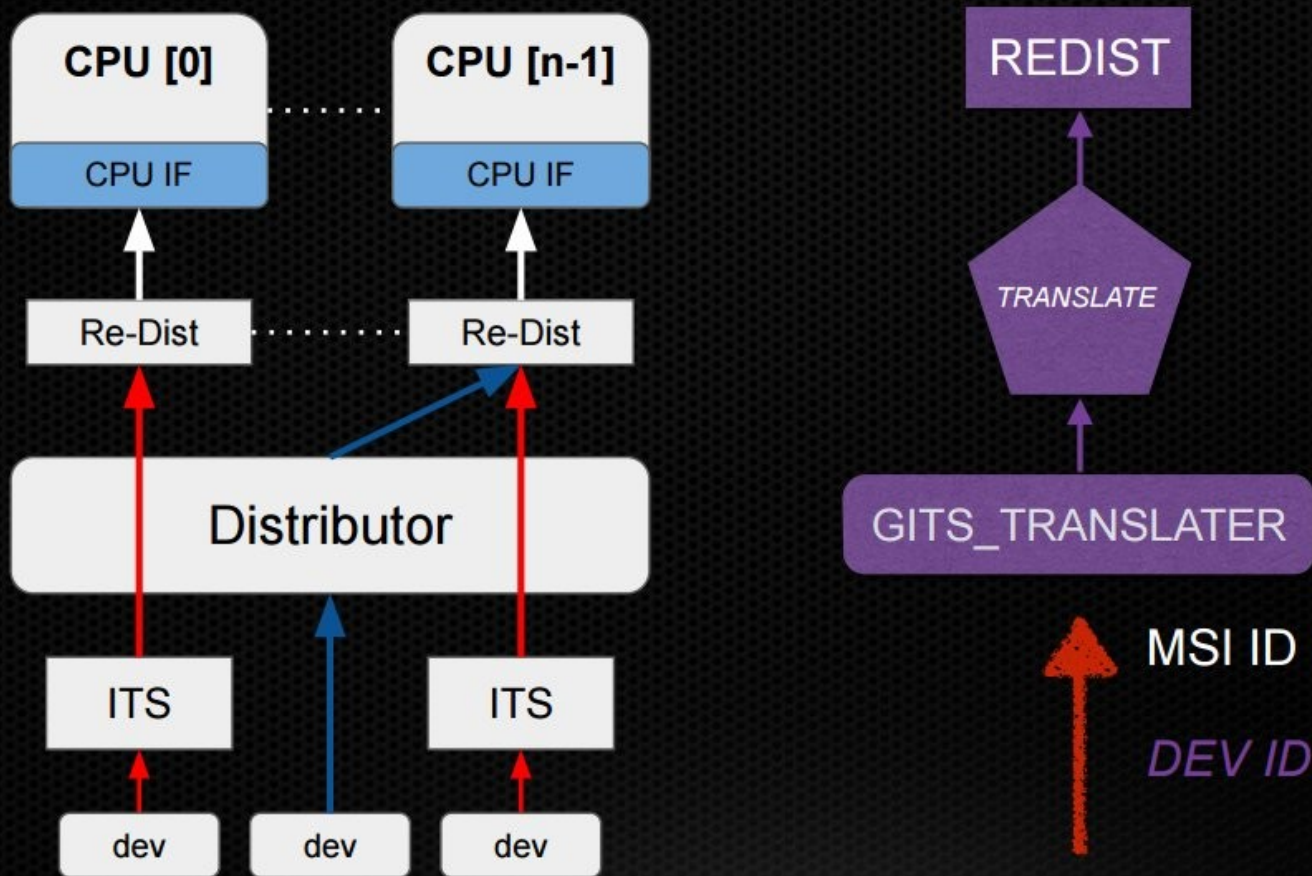 CPU [0]
CPU IF
CPU [n-1]
CPU IF
Re-Dist
Re-Dist
Distributor
ITS
ITS
dev
dev
dev
REDIST
TRANSLATE
GITS_TRANSLATER
MSI ID
DEV ID